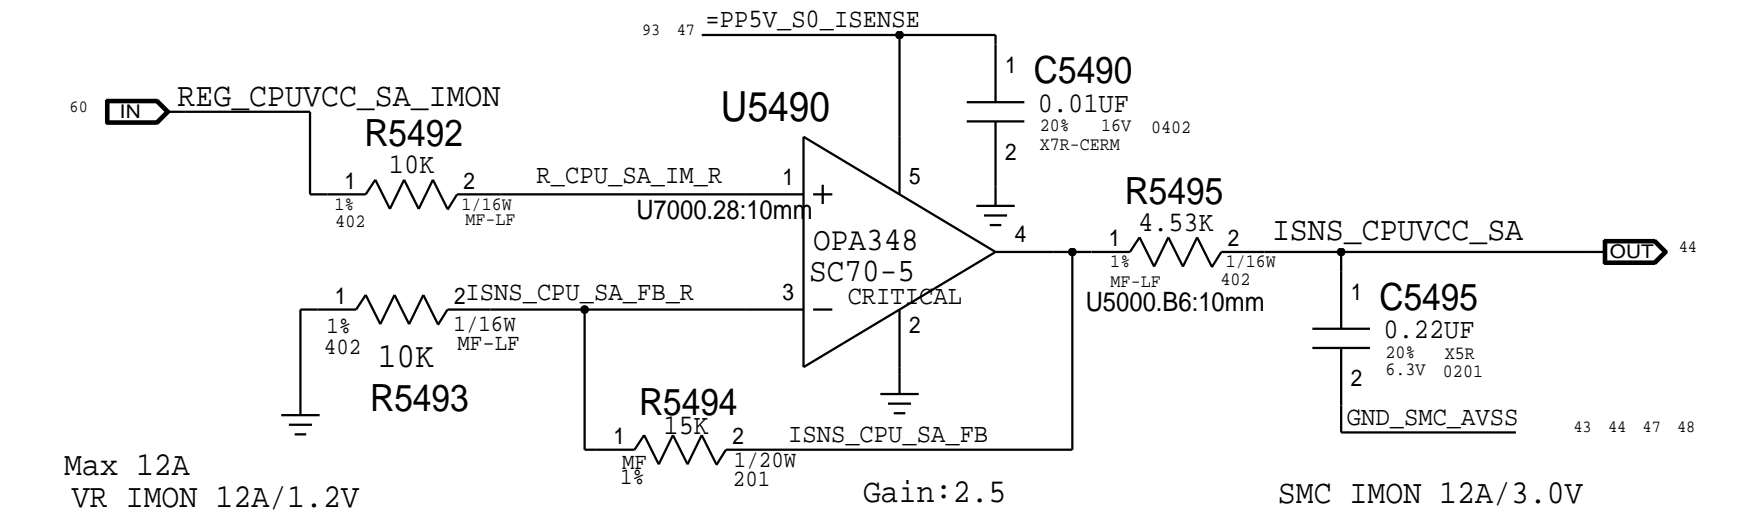 93 47 =PP5V_S0_ISENSE
1 C5490
0.01UF
20% 16V 0402
X7R-CERM
2
60 IN REG_CPUVCC_SA_IMON
R5492
10K
1 2
1% 1/16W
402 MF-LF
R_CPU_SA_IM_R
U7000.28:10mm
U5490
1 +
5
OPA348
SC70-5
CRITICAL
3 −
2
4
R5495
4.53K
1 2
1% 1/16W
MF-LF 402
U5000.B6:10mm
ISNS_CPUVCC_SA
OUT 44
1 C5495
0.22UF
20% X5R
6.3V 0201
2
GND_SMC_AVSS 43 44 47 48
1 2 ISNS_CPU_SA_FB_R
1% 1/16W
402 MF-LF
10K
R5493
R5494
15K
1 2 ISNS_CPU_SA_FB
MF 1/20W
1% 201
Max 12A
VR IMON 12A/1.2V
Gain:2.5
SMC IMON 12A/3.0V